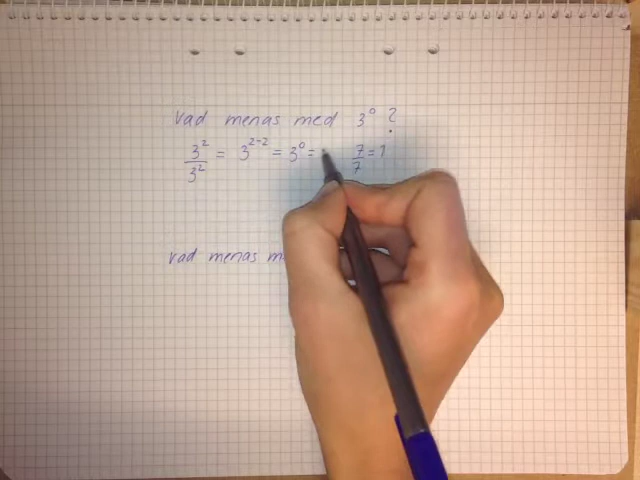 vad menas med 3⁰ ?
3²/3² = 3²⁻² = 3⁰ = 7/7 = 1
vad menas